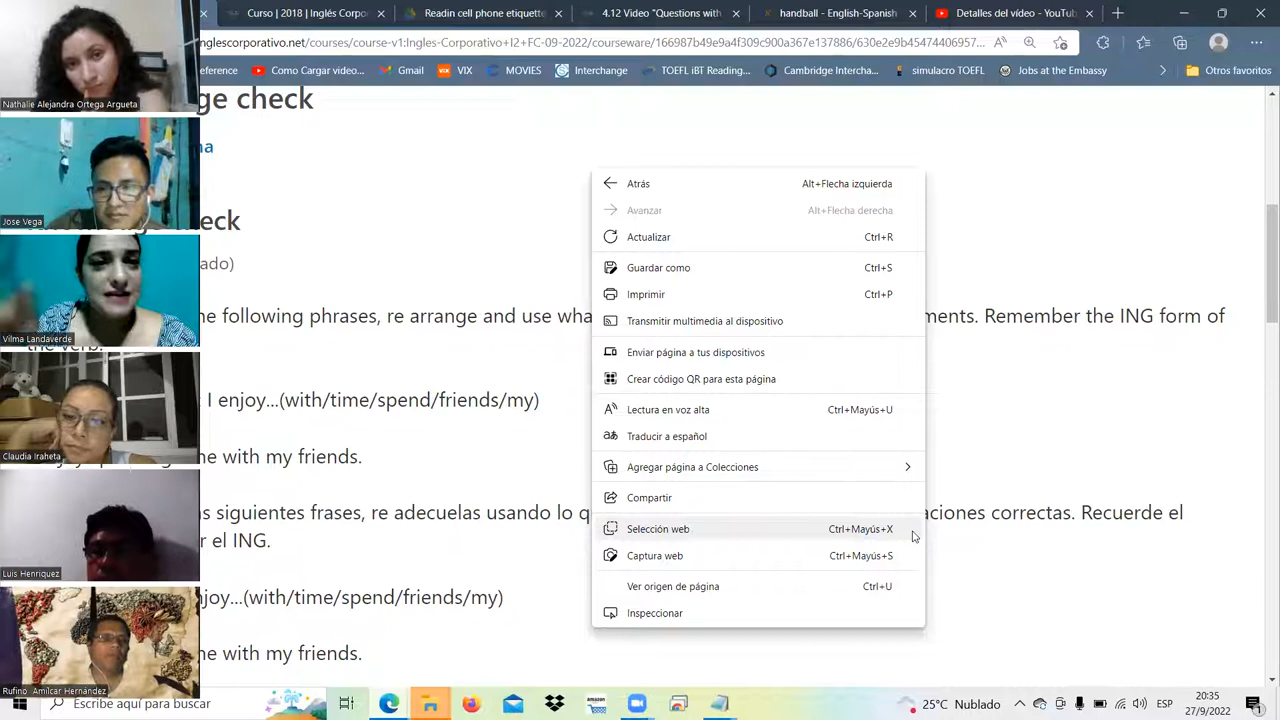 Curso | 2018 | Inglés Corporativo
Readin cell phone etiquette
4.12 Video "Questions with
handball - English-Spanish
Detalles del vídeo - YouTube
nglescorporativo.net/courses/course-v1:Ingles-Corporativo+I2+FC-09-2022/courseware/166987b49e9a4f309c900a367e137886/630e2e9b45474406957...
eference
Como Cargar video...
Gmail
VIX
MOVIES
Interchange
TOEFL iBT Reading...
Cambridge Intercha...
simulacro TOEFL
Jobs at the Embassy
Otros favoritos
ge check
na
check
ado)
he following phrases, re arrange and use wha
ments. Remember the ING form of
the verb.
I enjoy...(with/time/spend/friends/my)
me with my friends.
s siguientes frases, re adecuelas usando lo q
aciones correctas. Recuerde el
r el ING.
joy...(with/time/spend/friends/my)
me with my friends.
Atrás Alt+Flecha izquierda
Avanzar Alt+Flecha derecha
Actualizar Ctrl+R
Guardar como Ctrl+S
Imprimir Ctrl+P
Transmitir multimedia al dispositivo
Enviar página a tus dispositivos
Crear código QR para esta página
Lectura en voz alta Ctrl+Mayús+U
Traducir a español
Agregar página a Colecciones
Compartir
Selección web Ctrl+Mayús+X
Captura web Ctrl+Mayús+S
Ver origen de página Ctrl+U
Inspeccionar
Nathalie Alejandra Ortega Argueta
Jose Vega
Vilma Landaverde
Claudia Iraheta
Luis Henriquez
Rufino Amilcar Hernández
Escribe aquí para buscar
amazon
25°C Nublado
ESP
20:35
27/9/2022
1